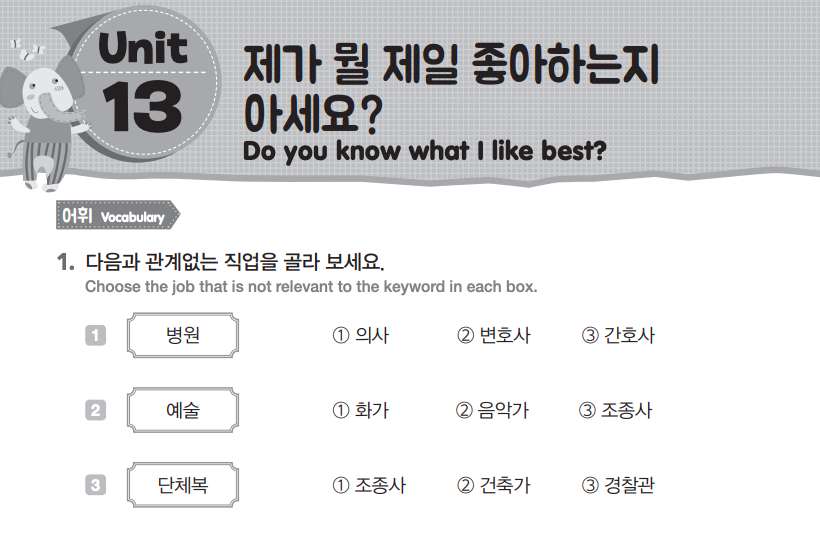 Unit
13
제가 뭘 제일 좋아하는지
아세요?
Do you know what I like best?
어휘 Vocabulary
1. 다음과 관계없는 직업을 골라 보세요.
Choose the job that is not relevant to the keyword in each box.
1 병원 ① 의사 ② 변호사 ③ 간호사
2 예술 ① 화가 ② 음악가 ③ 조종사
3 단체복 ① 조종사 ② 건축가 ③ 경찰관